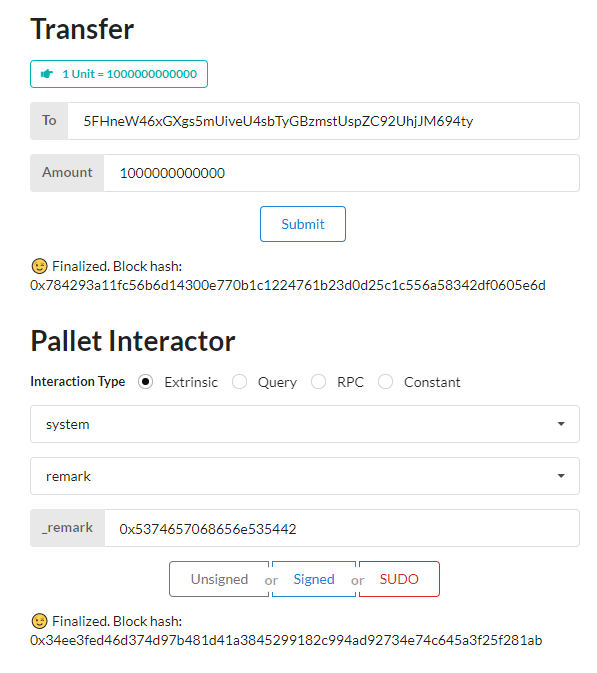 Transfer
1 Unit = 1000000000000
To 5FHneW46xGXgs5mUiveU4sbTyGBzmstUspZC92UhjJM694ty
Amount 1000000000000
Submit
😉 Finalized. Block hash:
0x784293a11fc56b6d14300e770b1c1224761b23d0d25c1c556a58342df0605e6d
Pallet Interactor
Interaction Type Extrinsic Query RPC Constant
system
remark
_remark 0x5374657068656e535442
Unsigned or Signed or SUDO
😉 Finalized. Block hash:
0x34ee3fed46d374d97b481d41a3845299182c994ad92734e74c645a3f25f281ab